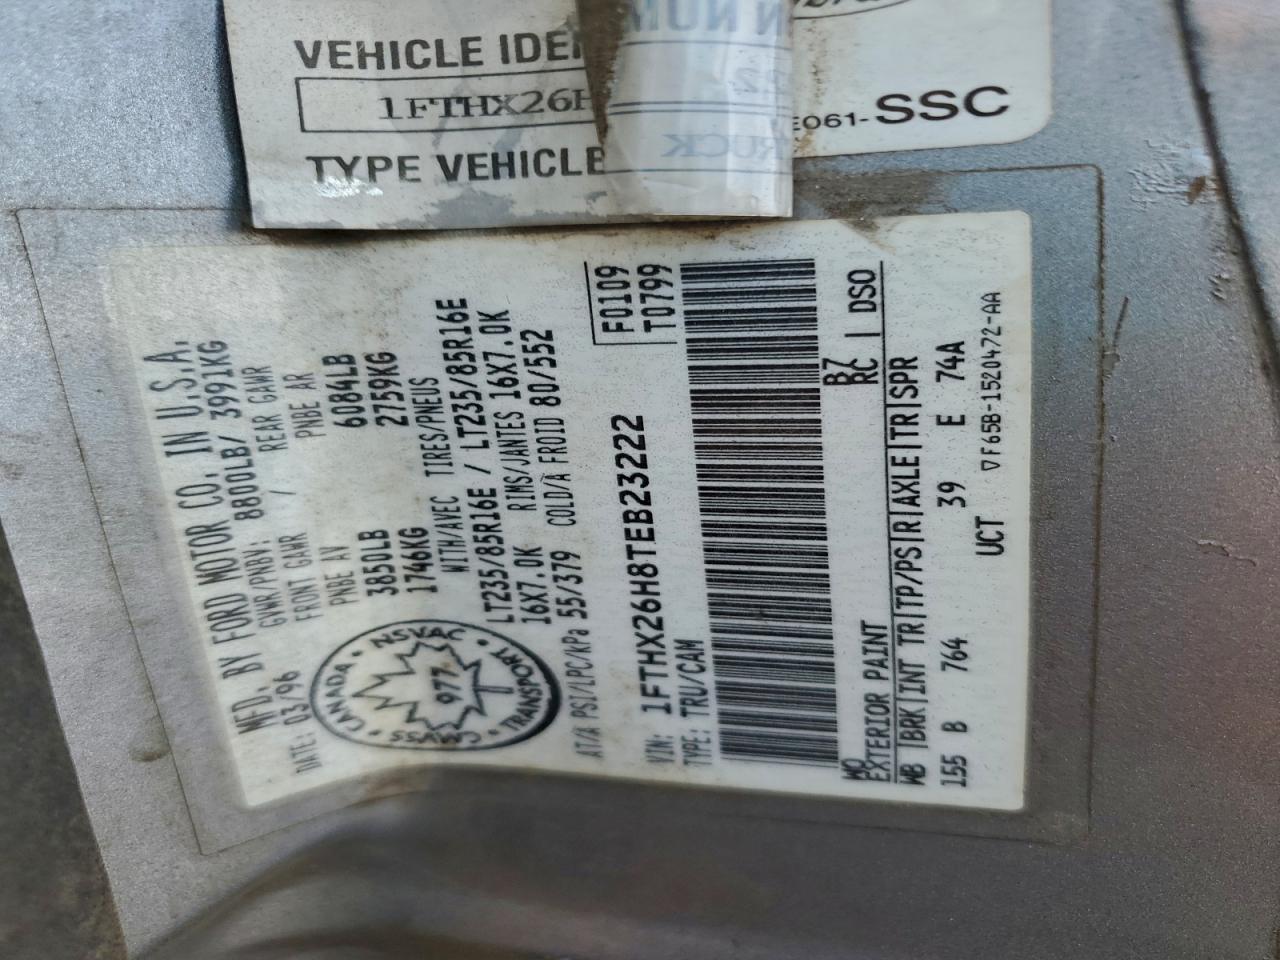 VEHICLE IDE
1FTHX26H
TYPE VEHICLE
E061-SSC
TRUCK
MFD. BY FORD MOTOR CO. IN U.S.A.
DATE: 03/96 GVWR/PNBV: 8800LB/ 3991KG
FRONT GAWR / REAR GAWR
PNBE AV PNBE AR
3850LB 6084LB
1746KG 2759KG
WITH/AVEC TIRES/PNEUS
LT235/85R16E / LT235/85R16E
16X7.0K RIMS/JANTES 16X7.0K
AT/A PSI/LPC/kPa 55/379 COLD/A FROID 80/552
CANADA
977
TRANSPORT
F0109
T0799
VIN: 1FTHX26H8TEB23222
TYPE: TRU/CAM
WQ B7
EXTERIOR PAINT RC | DSO
WB |BRK|INT TR|TP/PS|R|AXLE|TR|SPR
155 B 764 39 E 74A
UCT ▽F65B-1520472-AA